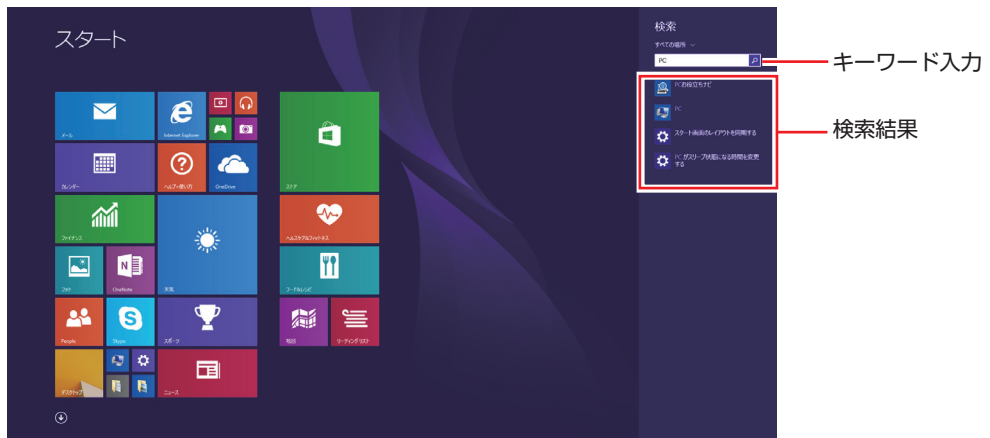 スタート
メール
Internet Explorer
カレンダー
ヘルプ+使い方
OneDrive
ファイナンス
フォト
OneNote
天気
People
Skype
スポーツ
デスクトップ
ニュース
ストア
ヘルスケア&フィットネス
フード&レシピ
地図
リーディングリスト
検索
すべての場所
PC
PCお役立ちナビ
PC
スタート画面のレイアウトを同期する
PC がスリープ状態になる時間を変更
する
キーワード入力
検索結果